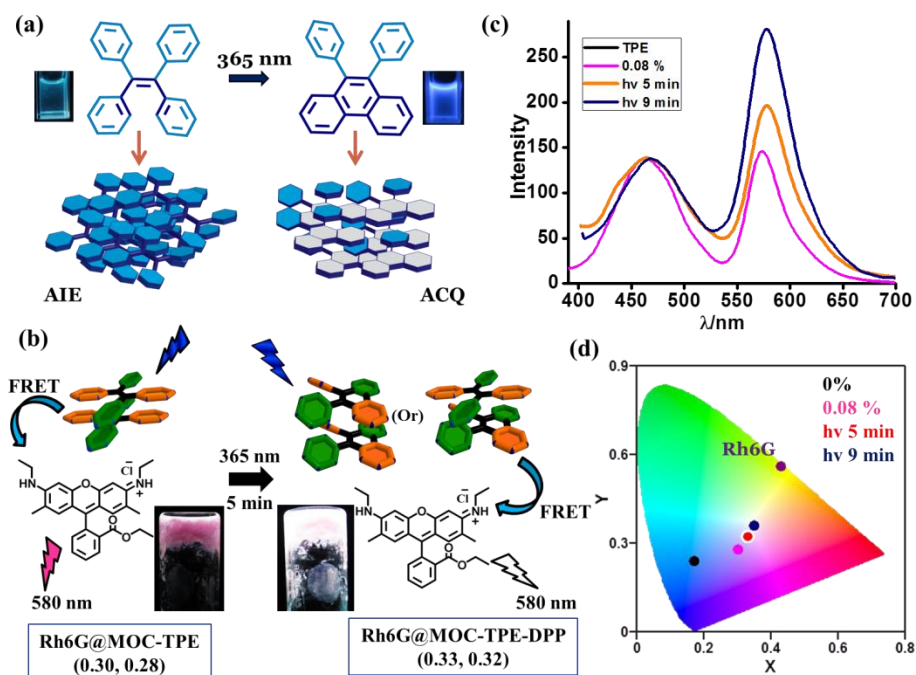 (a)
365 nm
AIE
ACQ
(c)
Intensity
250
200
150
100
50
0
TPE
0.08 %
hv 5 min
hv 9 min
400
450
500
550
600
650
700
λ/nm
(b)
FRET
Cl
HN
NH
+
O
O
O
580 nm
365 nm
5 min
(Or)
FRET
Cl
HN
NH
+
O
O
O
580 nm
Rh6G@MOC-TPE
(0.30, 0.28)
Rh6G@MOC-TPE-DPP
(0.33, 0.32)
(d)
0.9
0.6
0.3
0
Y
0%
0.08 %
hv 5 min
hv 9 min
Rh6G
0
0.2
0.4
0.6
0.8
X